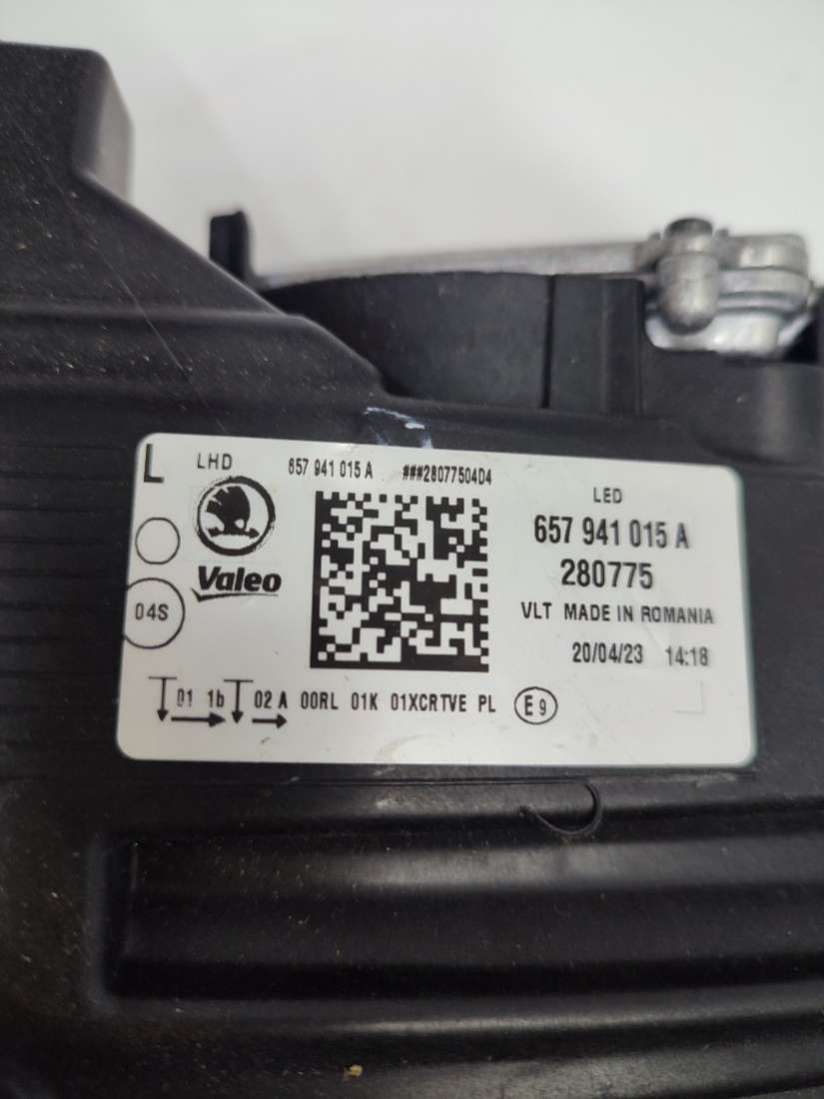 L LHD 657 941 015 A ###28077504D4
LED
657 941 015 A
Valeo
280775
04S
VLT MADE IN ROMANIA
20/04/23 14:18
01 1b 02 A 00RL 01K 01XCRTVE PL E9